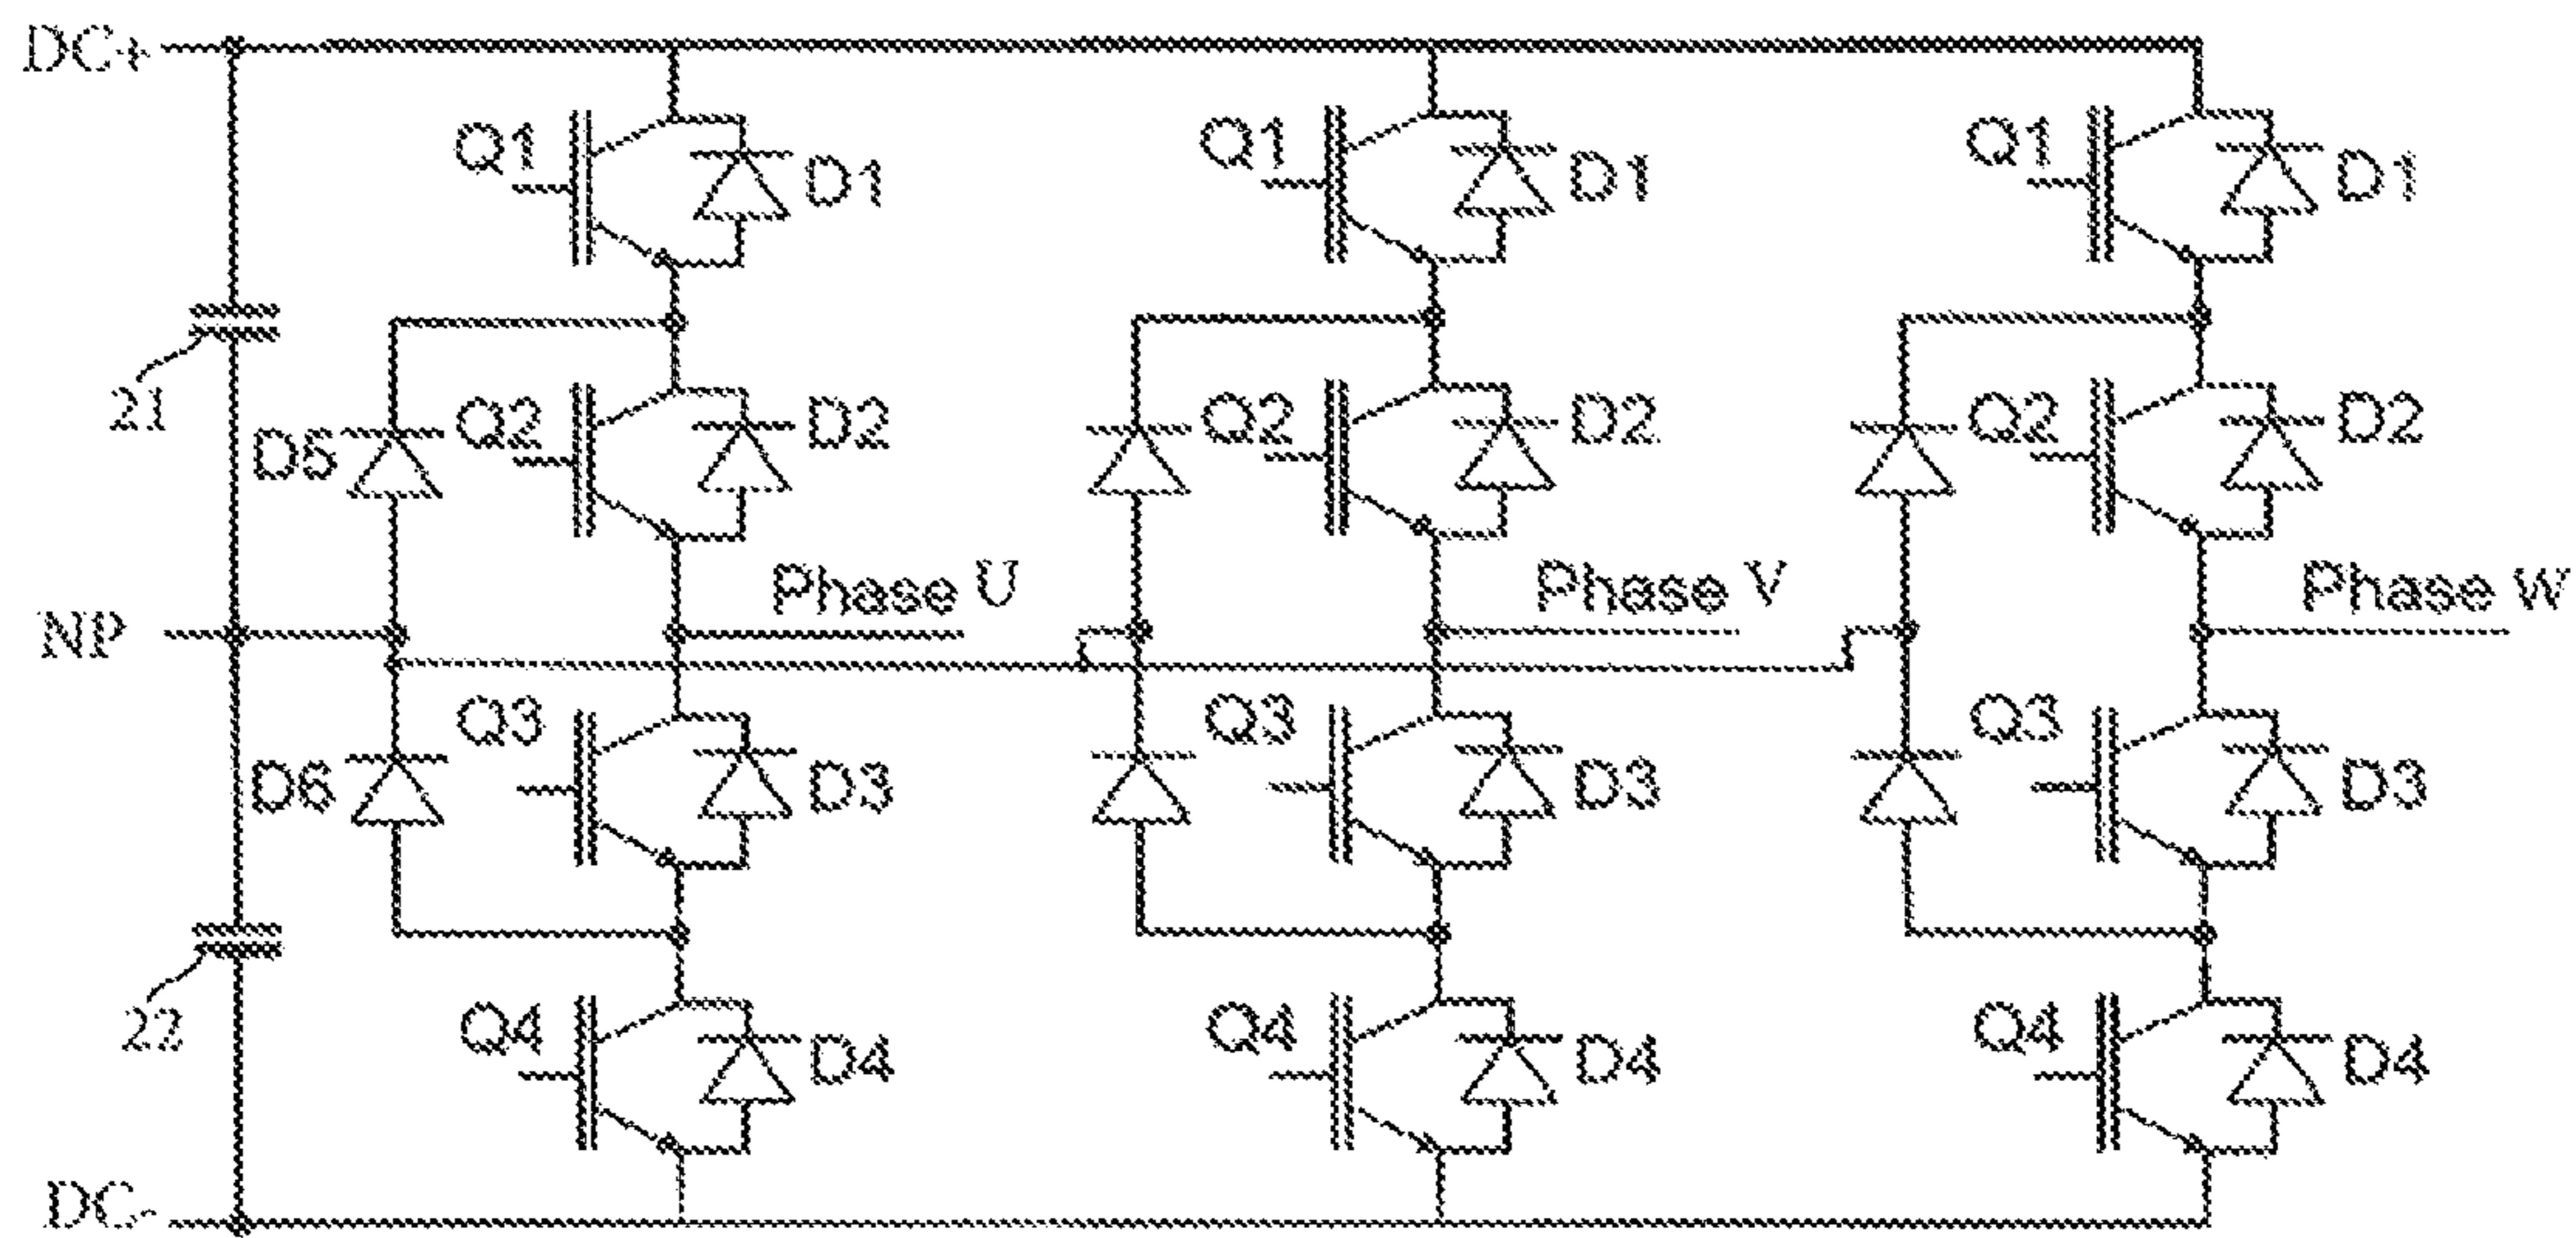 DC+
Q1 D1 Q1 D1 Q1 D1
21
D5 Q2 D2 Q2 D2 Q2 D2
Phase U Phase V Phase W
NP
Q3 Q3 Q3
D6 D3 D3 D3
22
Q4 D4 Q4 D4 Q4 D4
DC-